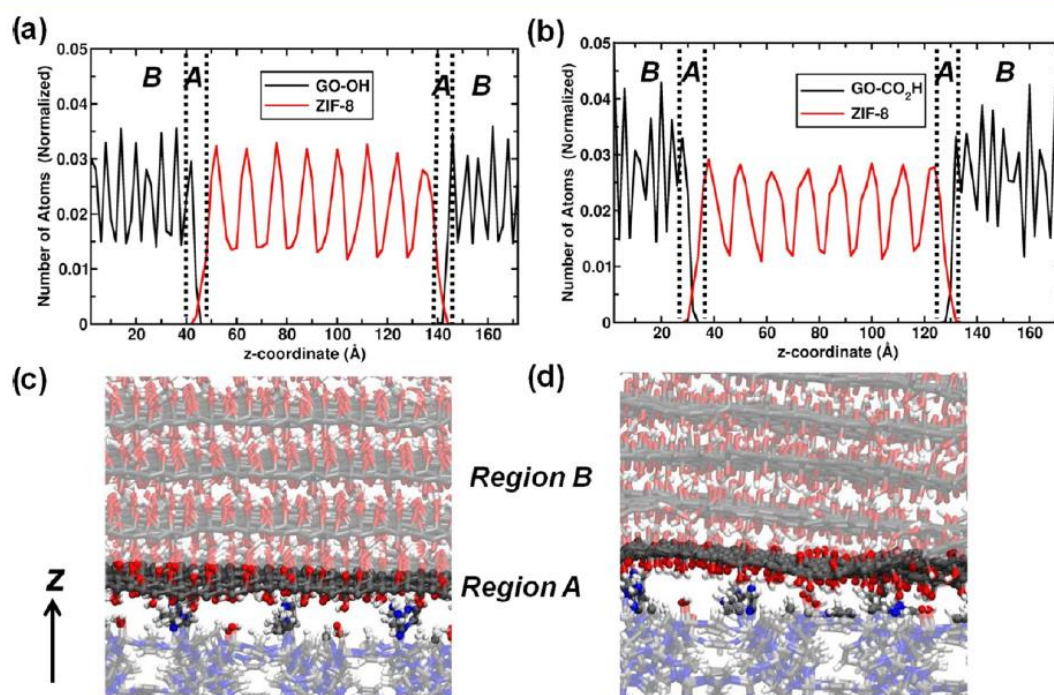 (a)
B A A B
GO-OH
ZIF-8
Number of Atoms (Normalized)
0.05
0.04
0.03
0.02
0.01
0
0 20 40 60 80 100 120 140 160
z-coordinate (Å)
(b)
B A A B
GO-CO₂H
ZIF-8
Number of Atoms (Normalized)
0.05
0.04
0.03
0.02
0.01
0
20 40 60 80 100 120 140 160
z-coordinate (Å)
(c)
(d)
Region B
Region A
z